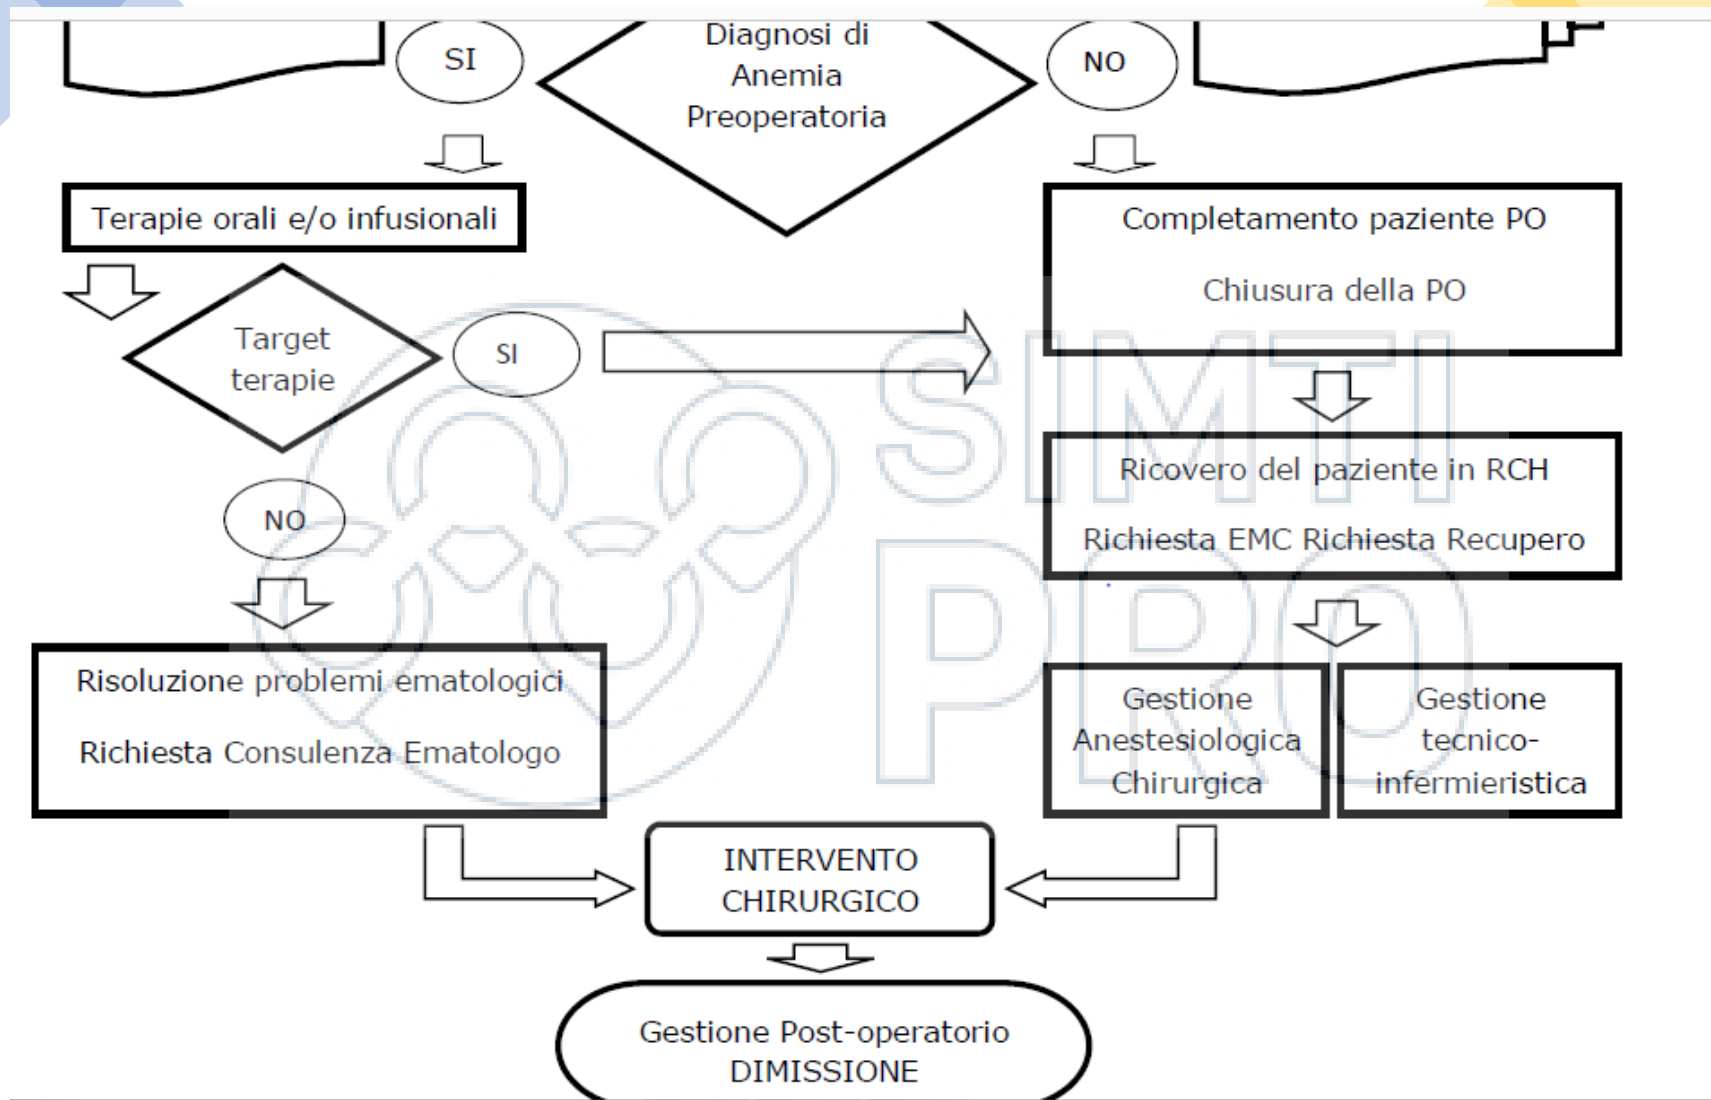 SI
Diagnosi di
Anemia
Preoperatoria
NO
Terapie orali e/o infusionali
Completamento paziente PO
Chiusura della PO
Target
terapie
SI
NO
Ricovero del paziente in RCH
Richiesta EMC Richiesta Recupero
Risoluzione problemi ematologici
Richiesta Consulenza Ematologo
Gestione
Anestesiologica
Chirurgica
Gestione
tecnico-
infermieristica
INTERVENTO
CHIRURGICO
Gestione Post-operatorio
DIMISSIONE
SIMTI
PRO